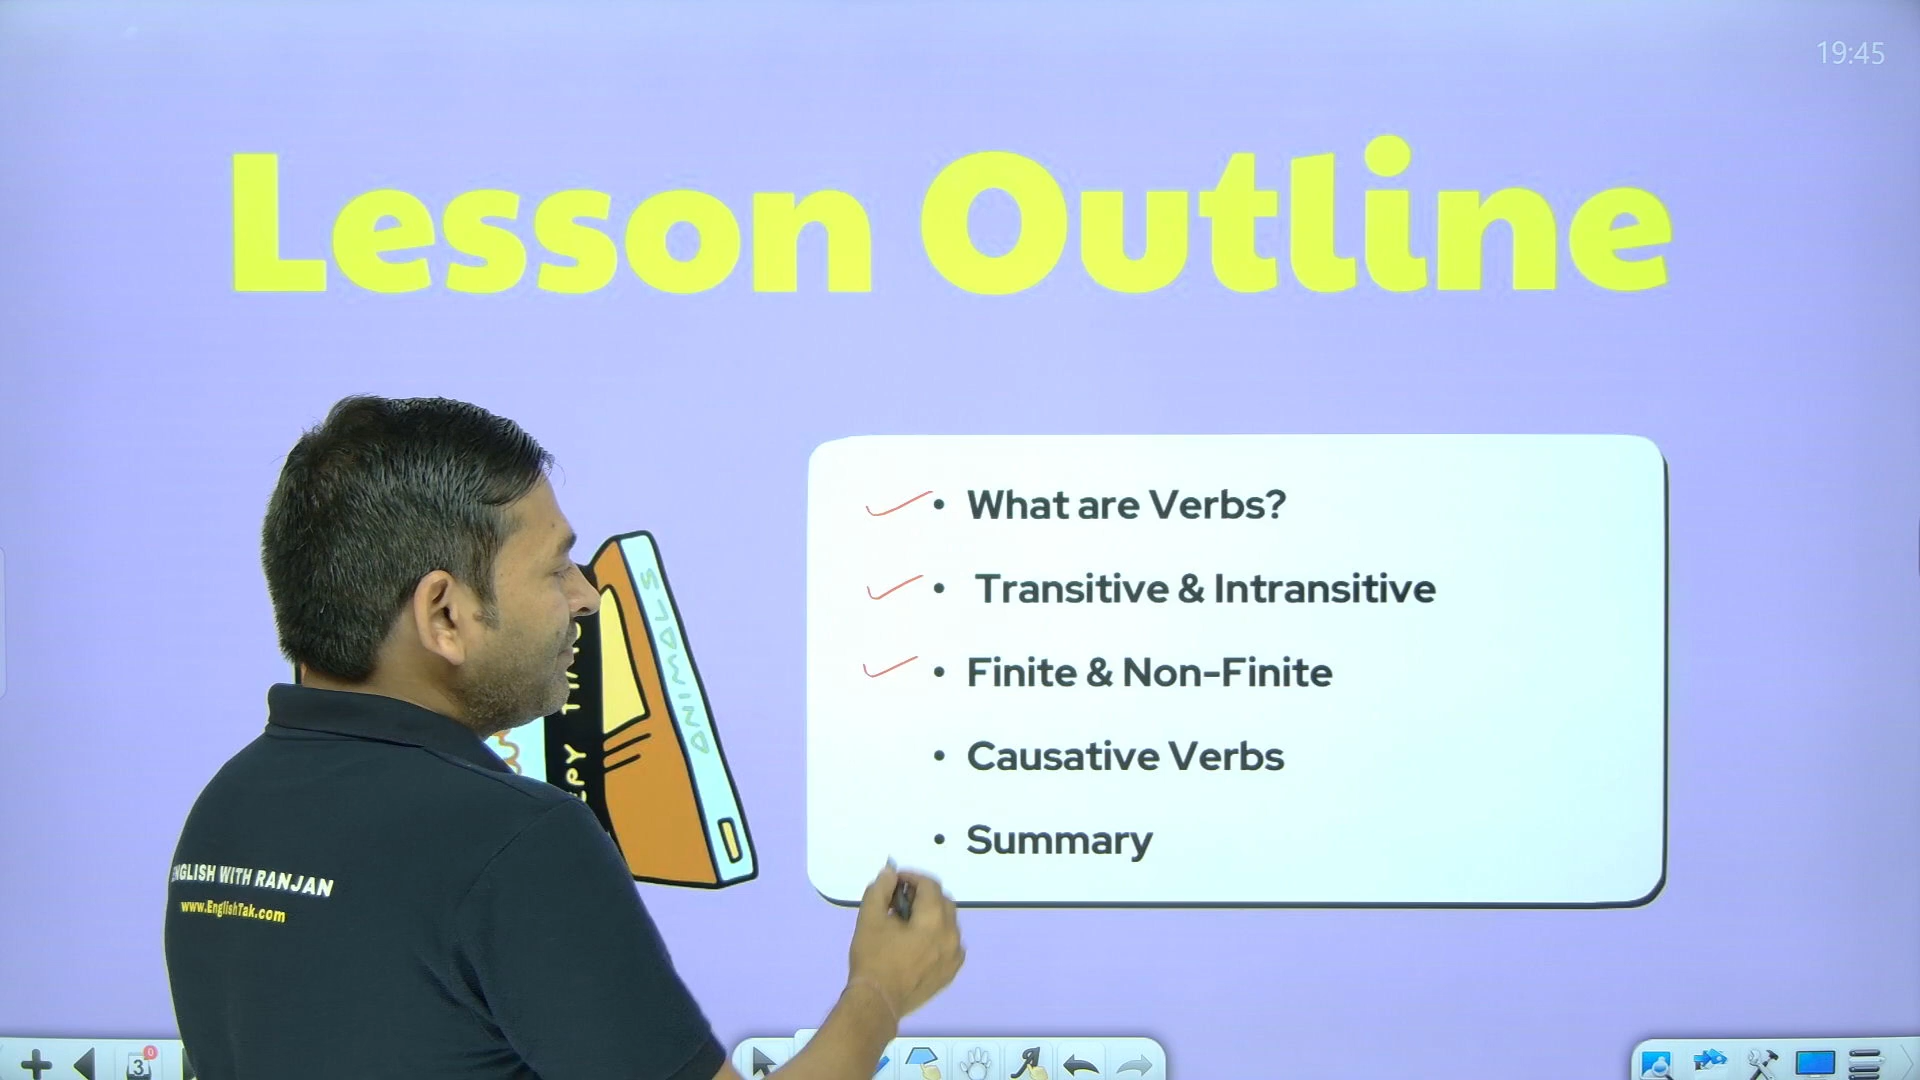 19:45
Lesson Outline
• What are Verbs?
• Transitive & Intransitive
• Finite & Non-Finite
• Causative Verbs
• Summary
ANIMALS
ENGLISH WITH RANJAN
www.EnglishTak.com
3
0